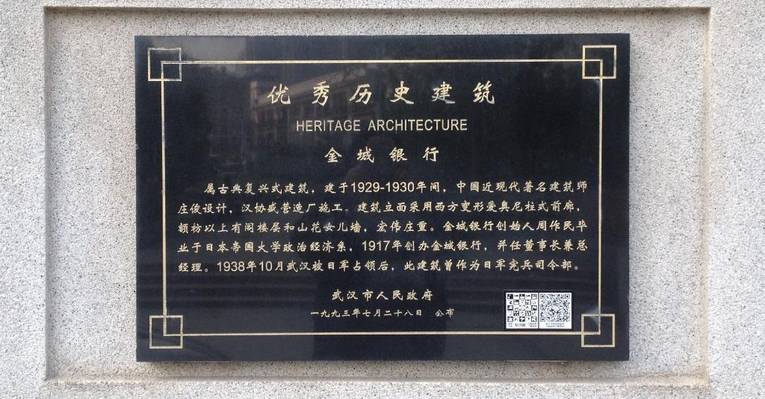 优秀历史建筑
HERITAGE ARCHITECTURE
金城银行
属古典复兴式建筑，建于1929-1930年间，中国近现代著名建筑师
庄俊设计，汉协盛营造厂施工。建筑立面采用西方变形爱奥尼柱式前廊，
额枋以上有阁楼层和山花女儿墙，宏伟庄重。金城银行创始人周作民毕
业于日本帝国大学政治经济系，1917年创办金城银行，并任董事长兼总
经理。1938年10月武汉被日军占领后，此建筑曾作为日军宪兵司令部。
武汉市人民政府
一九九三年七月二十八日 公布